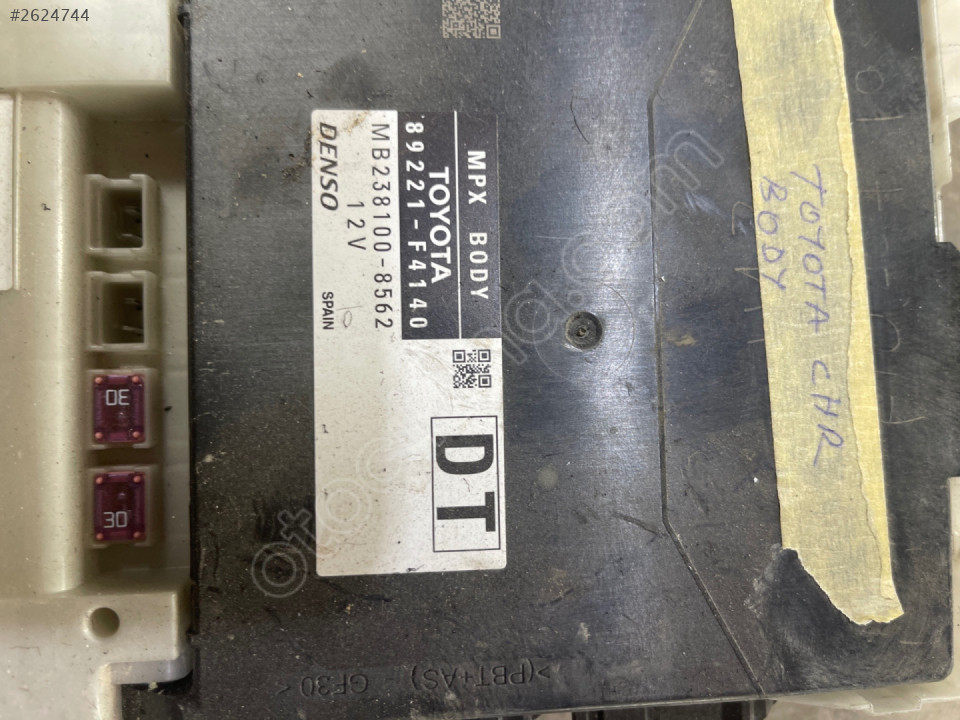 #2624744
MPX BODY
TOYOTA
89221-F4140
MB238100-8562
12V
DENSO
SPAIN
DT
TOYOTA CHR
BODY
30
30
>(PBT+AS)
GF30<